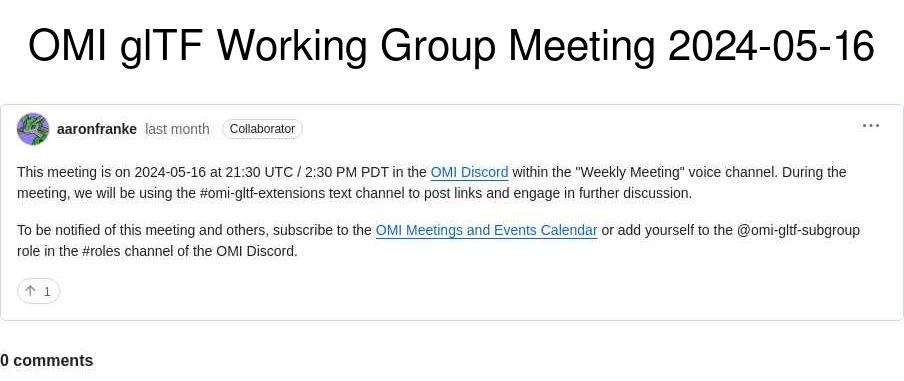 OMI glTF Working Group Meeting 2024-05-16
aaronfranke last month Collaborator
This meeting is on 2024-05-16 at 21:30 UTC / 2:30 PM PDT in the OMI Discord within the "Weekly Meeting" voice channel. During the
meeting, we will be using the #omi-gltf-extensions text channel to post links and engage in further discussion.
To be notified of this meeting and others, subscribe to the OMI Meetings and Events Calendar or add yourself to the @omi-gltf-subgroup
role in the #roles channel of the OMI Discord.
↑ 1
0 comments